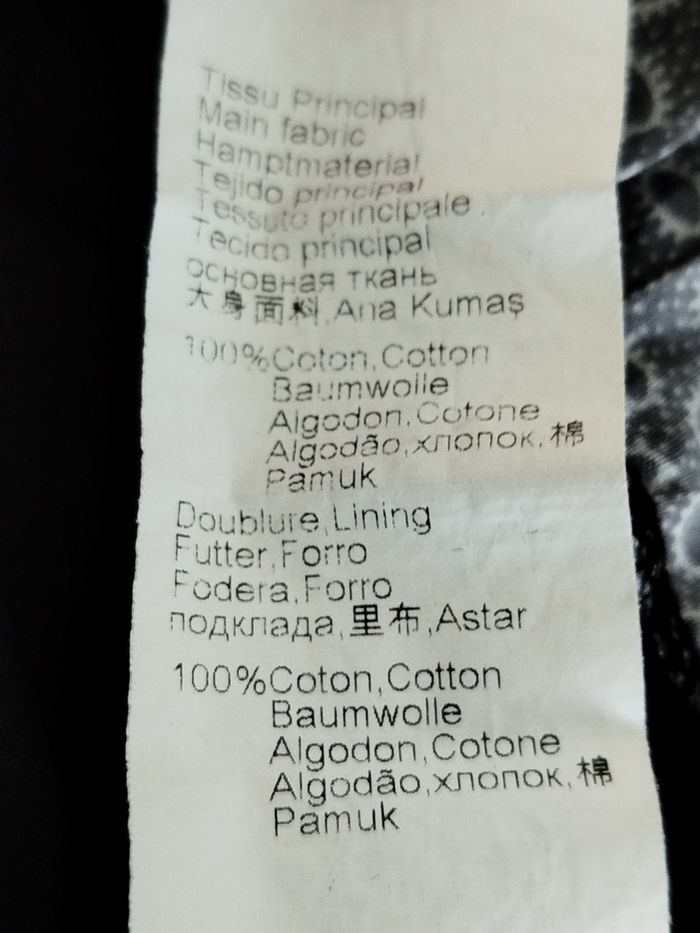 Tissu Principal
Main fabric
Hamptmaterial
Tejido principal
Tessuto principale
Tecido principal
основная ткань
大身面料,Ana Kumaş
100%Coton,Cotton
Baumwolle
Algodon,Cotone
Algodão,хлопок,棉
Pamuk
Doublure,Lining
Futter,Forro
Fodera,Forro
подклада,里布,Astar
100%Coton,Cotton
Baumwolle
Algodon,Cotone
Algodão,хлопок,棉
Pamuk